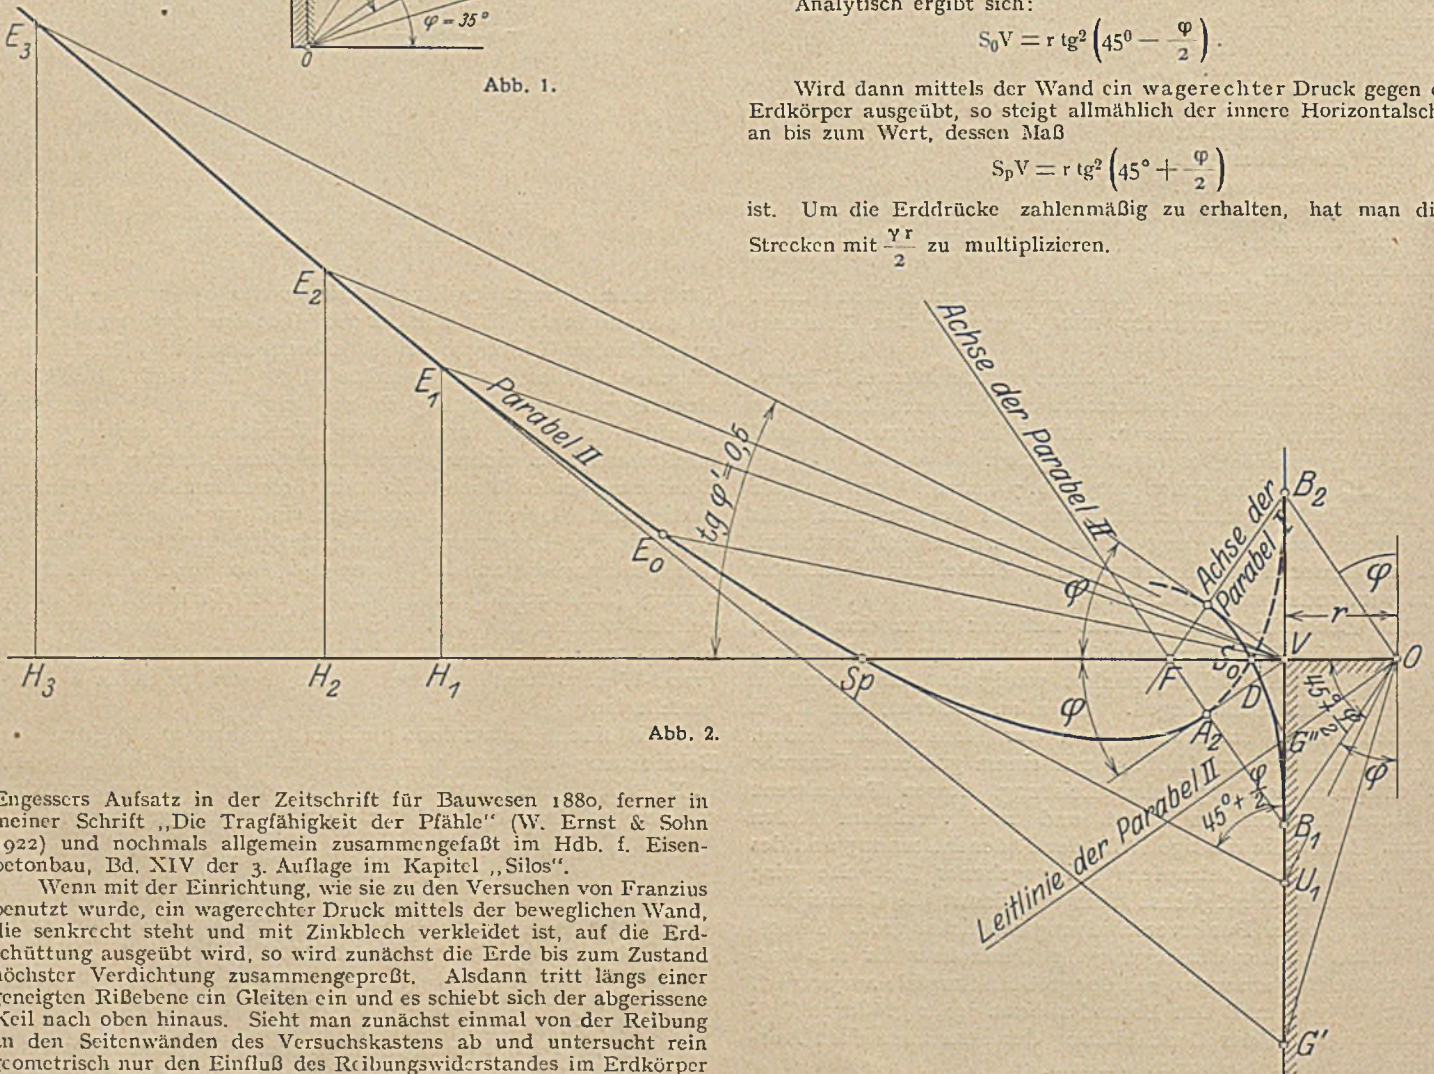 φ = 35°
O
Abb. 1.
Analytisch ergibt sich:
S₀V = r tg² (45⁰ — φ/2).
Wird dann mittels der Wand ein wagerechter Druck gegen
Erdkörper ausgeübt, so steigt allmählich der innere
an bis zum Wert, dessen Maß
SₚV = r tg² (45° + φ/2)
ist. Um die Erddrücke zahlenmäßig zu erhalten, hat man
Strecken mit γ r/2 zu multiplizieren.
E₃
E₂
E₁
Parabel II
E₀
tg φ' = 0,5
Achse der Parabel II
Achse der
Parabel I
B₂
φ
φ
r
H₃
H₂
H₁
Sp
F
S₀
V
O
D
45° + φ/2
φ
A₂
G''
φ
Leitlinie der Parabel II
45° + φ/2
B₁
U₁
G'
Abb. 2.
Engessers Aufsatz in der Zeitschrift für Bauwesen 1880, ferner in
meiner Schrift „Die Tragfähigkeit der Pfähle“ (W. Ernst & Sohn
1922) und nochmals allgemein zusammengefaßt im Hdb. f. Eisen-
betonbau, Bd. XIV der 3. Auflage im Kapitel „Silos“.
Wenn mit der Einrichtung, wie sie zu den Versuchen von Franzius
benutzt wurde, ein wagerechter Druck mittels der beweglichen Wand,
die senkrecht steht und mit Zinkblech verkleidet ist, auf die Erd-
schüttung ausgeübt wird, so wird zunächst die Erde bis zum Zustand
höchster Verdichtung zusammengepreßt. Alsdann tritt längs einer
geneigten Rißebene ein Gleiten ein und es schiebt sich der abgerissene
Keil nach oben hinaus. Sieht man zunächst einmal von der Reibung
an den Seitenwänden des Versuchskastens ab und untersucht rein
geometrisch nur den Einfluß des Reibungswiderstandes im Erdkörper